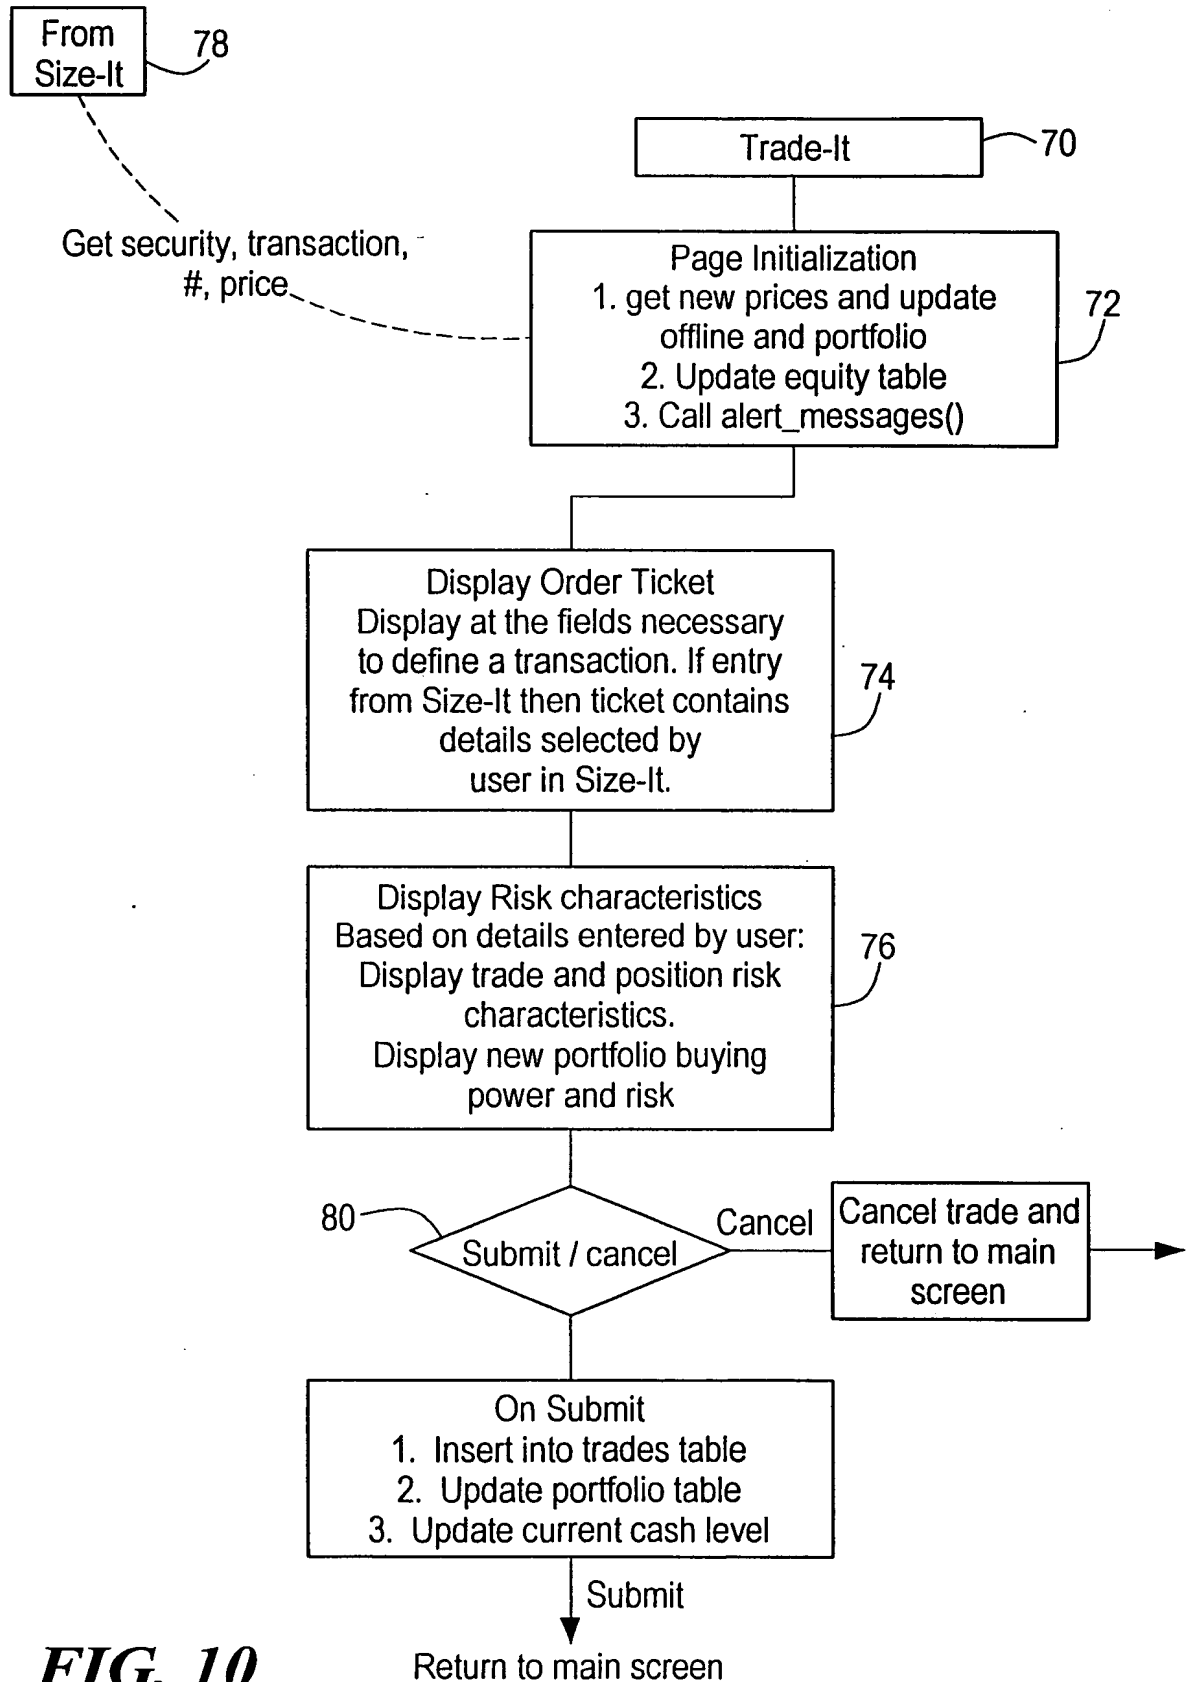 From
Size-It
78
Trade-It
70
Get security, transaction,
#, price
Page Initialization
1. get new prices and update
offline and portfolio
2. Update equity table
3. Call alert_messages()
72
Display Order Ticket
Display at the fields necessary
to define a transaction. If entry
from Size-It then ticket contains
details selected by
user in Size-It.
74
Display Risk characteristics
Based on details entered by user:
Display trade and position risk
characteristics.
Display new portfolio buying
power and risk
76
80
Submit / cancel
Cancel
Cancel trade and
return to main
screen
On Submit
1. Insert into trades table
2. Update portfolio table
3. Update current cash level
Submit
Return to main screen
FIG. 10